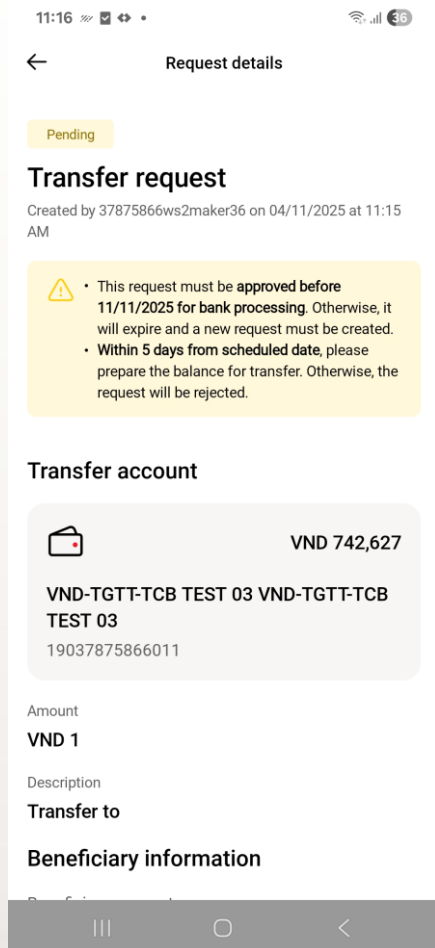 11:16
36
Request details
Pending
Transfer request
Created by 37875866ws2maker36 on 04/11/2025 at 11:15
AM
• This request must be approved before
11/11/2025 for bank processing. Otherwise, it
will expire and a new request must be created.
• Within 5 days from scheduled date, please
prepare the balance for transfer. Otherwise, the
request will be rejected.
Transfer account
VND 742,627
VND-TGTT-TCB TEST 03 VND-TGTT-TCB
TEST 03
19037875866011
Amount
VND 1
Description
Transfer to
Beneficiary information